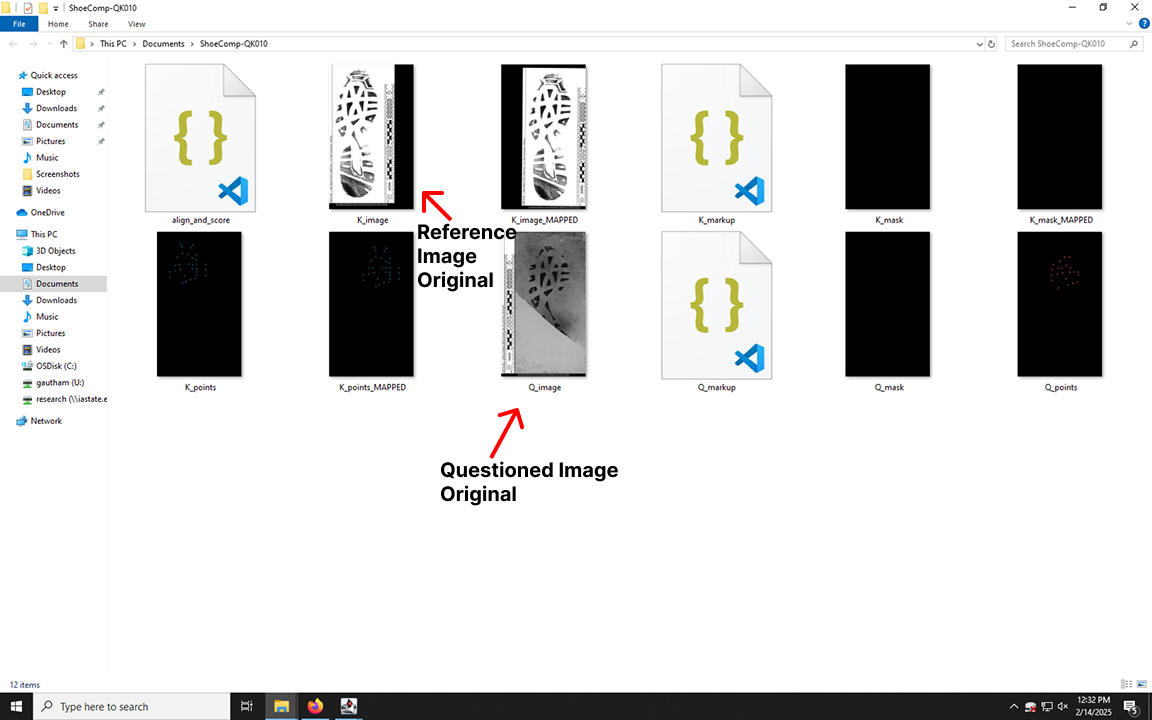 ShoeComp-QK010
File
Home
Share
View
This PC
Documents
ShoeComp-QK010
Search ShoeComp-QK010
Quick access
Desktop
Downloads
Documents
Pictures
Music
Screenshots
Videos
OneDrive
This PC
3D Objects
Desktop
Documents
Downloads
Music
Pictures
Videos
OSDisk (C:)
gautham (U:)
research (\\iastate.e
Network
align_and_score
K_image
K_image_MAPPED
K_markup
K_mask
K_mask_MAPPED
Reference
Image
Original
K_points
K_points_MAPPED
Q_image
Q_markup
Q_mask
Q_points
Questioned Image
Original
12 items
Type here to search
12:32 PM
2/14/2025
5